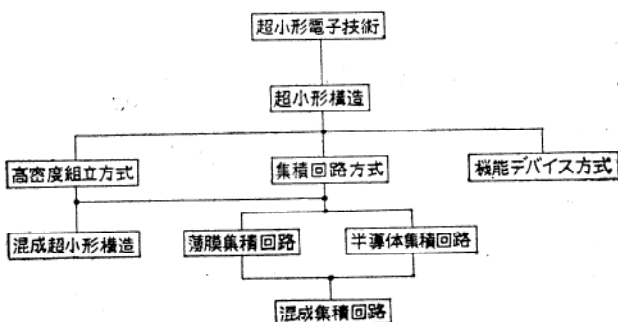 超小形電子技術
超小形構造
高密度組立方式
集積回路方式
機能デバイス方式
混成超小形構造
薄膜集積回路
半導体集積回路
混成集積回路